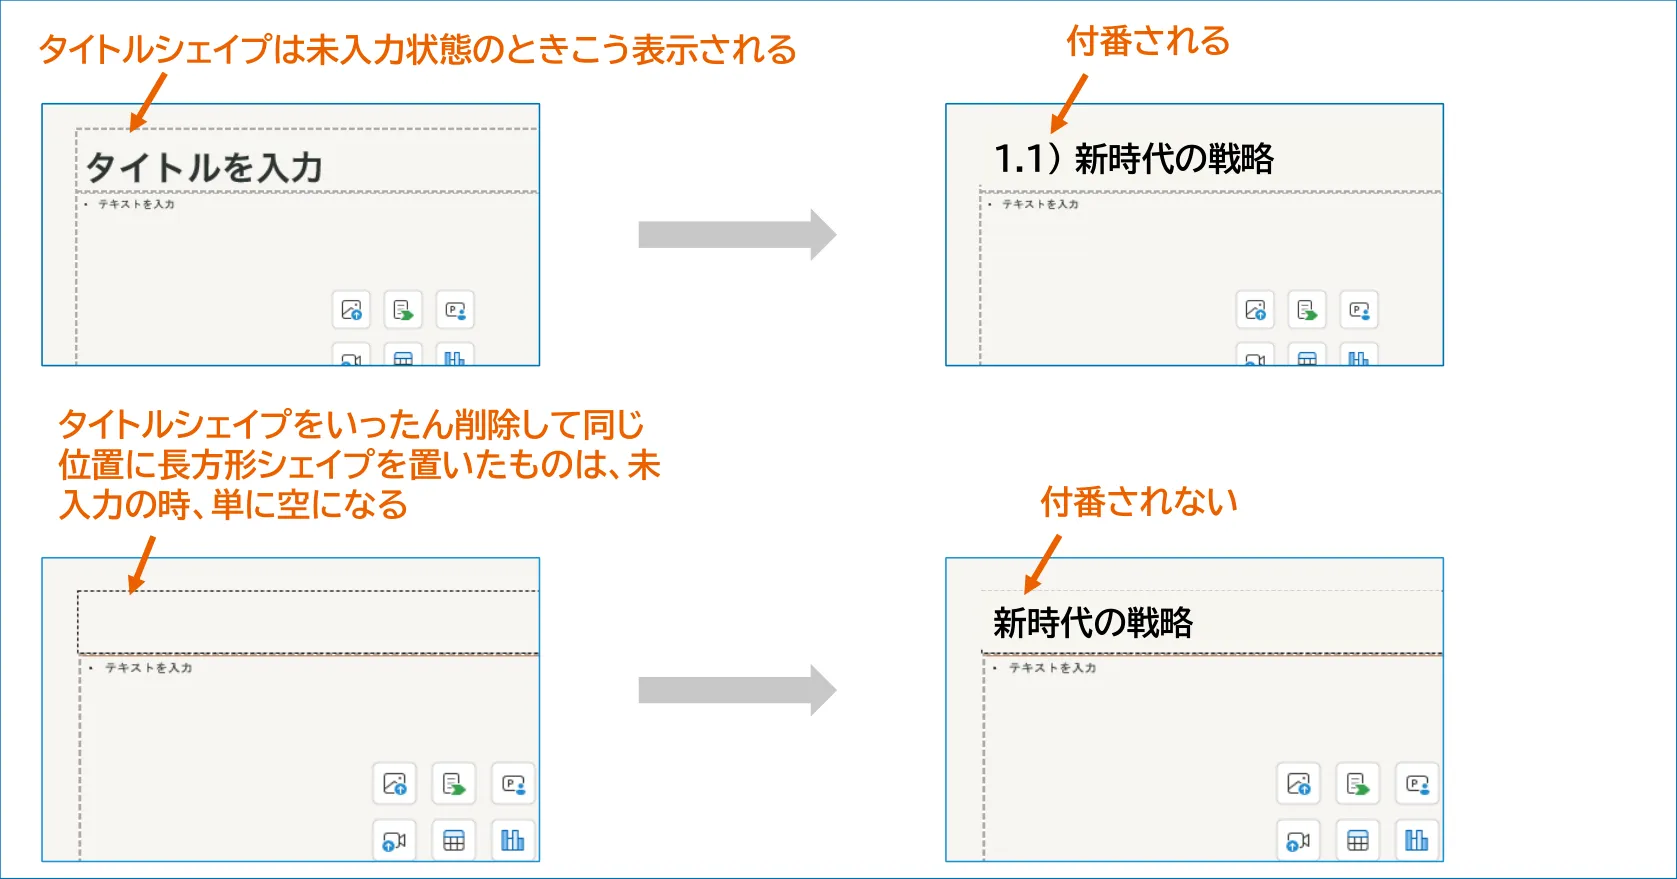 タイトルシェイプは未入力状態のときこう表示される
付番される
タイトルを入力
• テキストを入力
1.1) 新時代の戦略
• テキストを入力
タイトルシェイプをいったん削除して同じ
位置に長方形シェイプを置いたものは、未
入力の時、単に空になる
付番されない
• テキストを入力
新時代の戦略
• テキストを入力